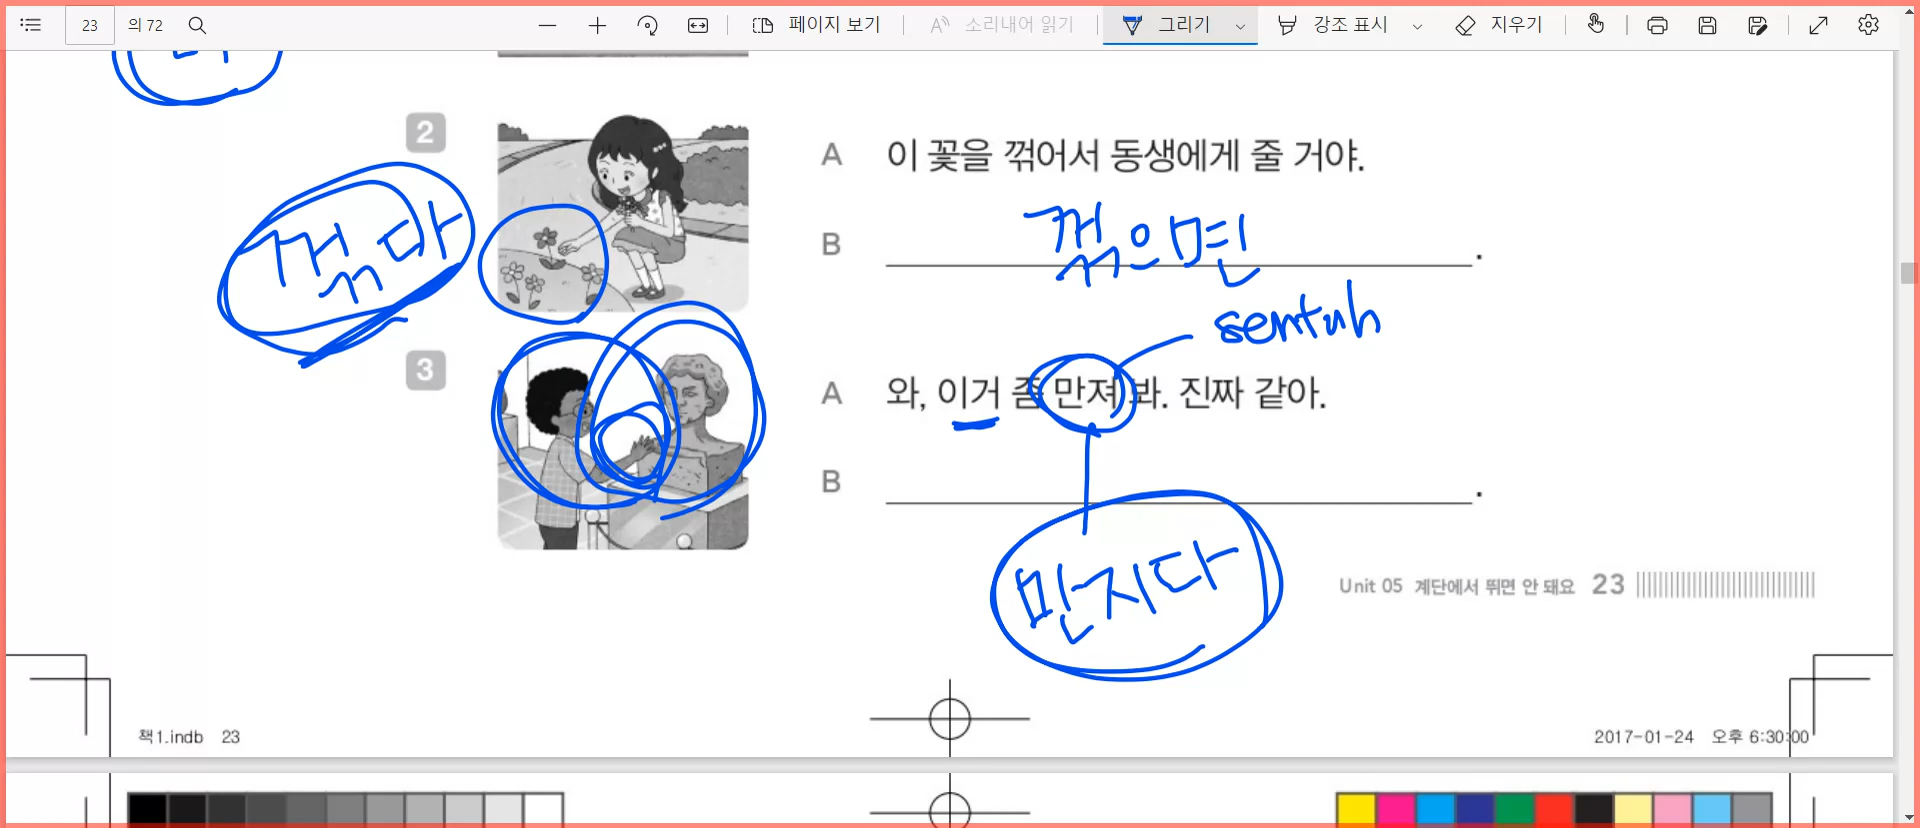 23 의 72 페이지 보기 소리내어 읽기 그리기 강조 표시 지우기
2
A 이 꽃을 꺾어서 동생에게 줄 거야.
꺾다
B 꺾으면 .
sentuh
3
A 와, 이거 좀 만져 봐. 진짜 같아.
B .
만지다
Unit 05 계단에서 뛰면 안 돼요 23
책1.indb 23
2017-01-24 오후 6:30:00